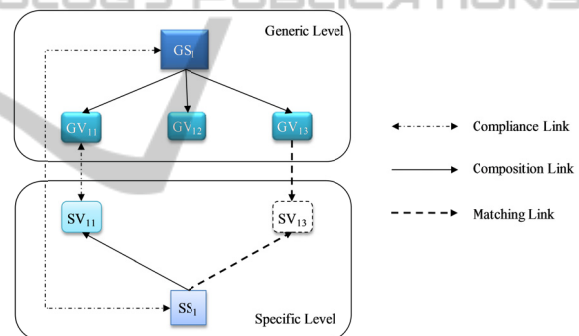 Generic Level
GS1
GV11
GV12
GV13
Compliance Link
Composition Link
Matching Link
SV11
SV13
SS1
Specific Level